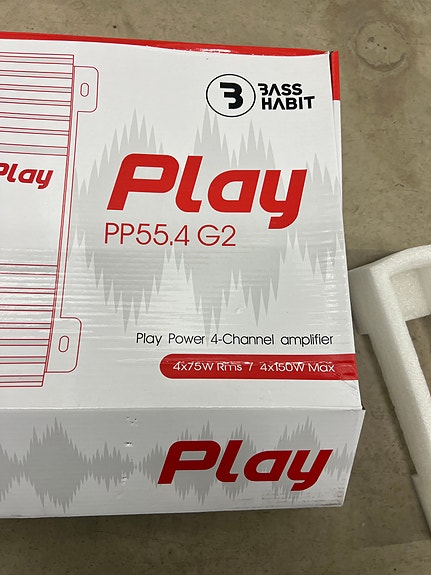 BASS
HABIT
Play
Play
PP55.4 G2
Play Power 4-Channel amplifier
4x75W Rms / 4x150W Max
Play